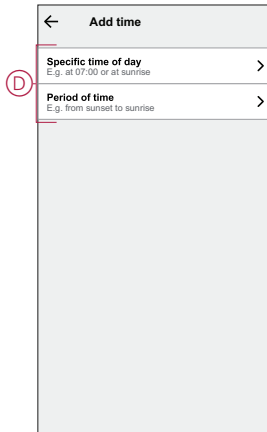 Add time
Specific time of day
E.g. at 07:00 or at sunrise
D
Period of time
E.g. from sunset to sunrise